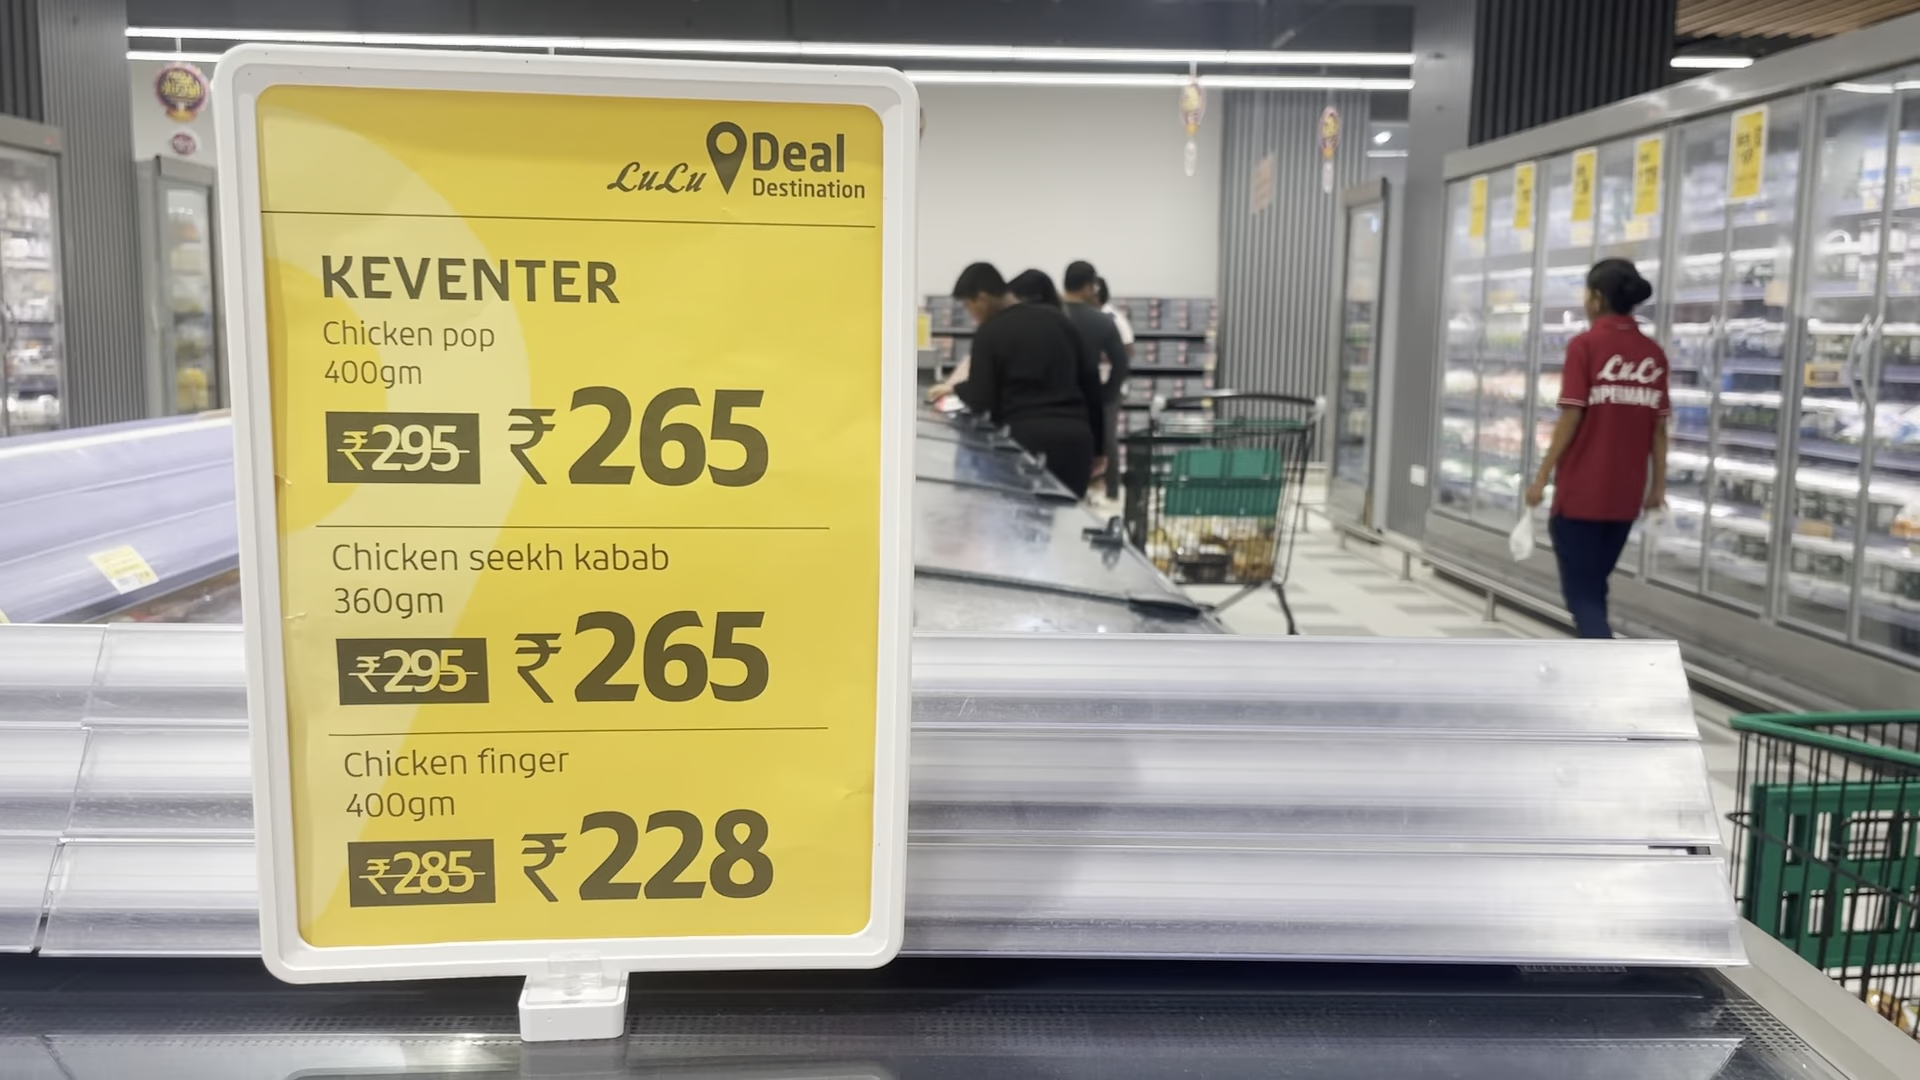 LuLu Deal
Destination
KEVENTER
Chicken pop
400gm
₹295 ₹265
Chicken seekh kabab
360gm
₹295 ₹265
Chicken finger
400gm
₹285 ₹228
LuLu